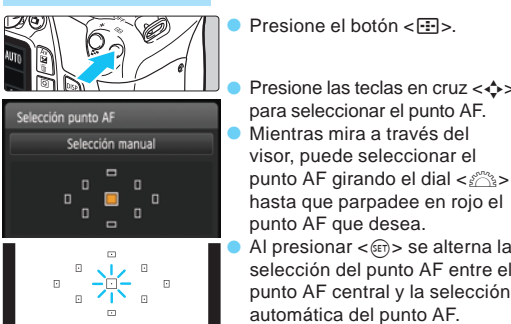 Presione el botón < >.
Presione las teclas en cruz < >
para seleccionar el punto AF.
Mientras mira a través del
visor, puede seleccionar el
punto AF girando el dial < >
hasta que parpadee en rojo el
punto AF que desea.
Al presionar <SET> se alterna la
selección del punto AF entre el
punto AF central y la selección
automática del punto AF.
AUTO
DISP
Selección punto AF
Selección manual